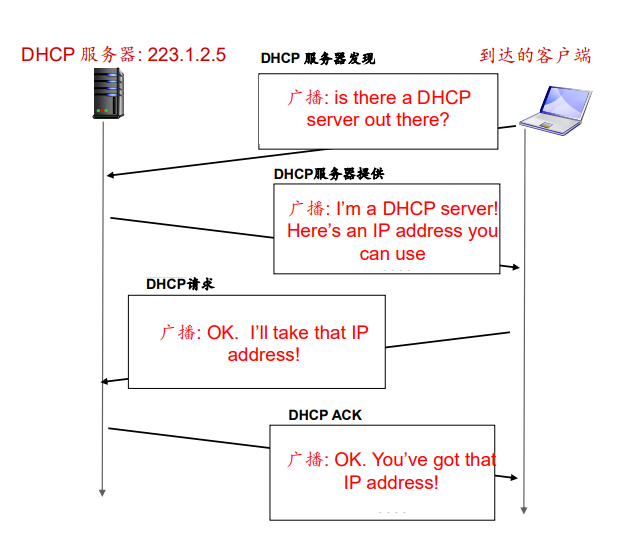 DHCP 服务器: 223.1.2.5
DHCP 服务器发现
到达的客户端
广播: is there a DHCP
server out there?
DHCP服务器提供
广播: I’m a DHCP server!
Here’s an IP address you
can use
DHCP请求
广播: OK.  I’ll take that IP
address!
DHCP ACK
广播: OK. You’ve got that
IP address!